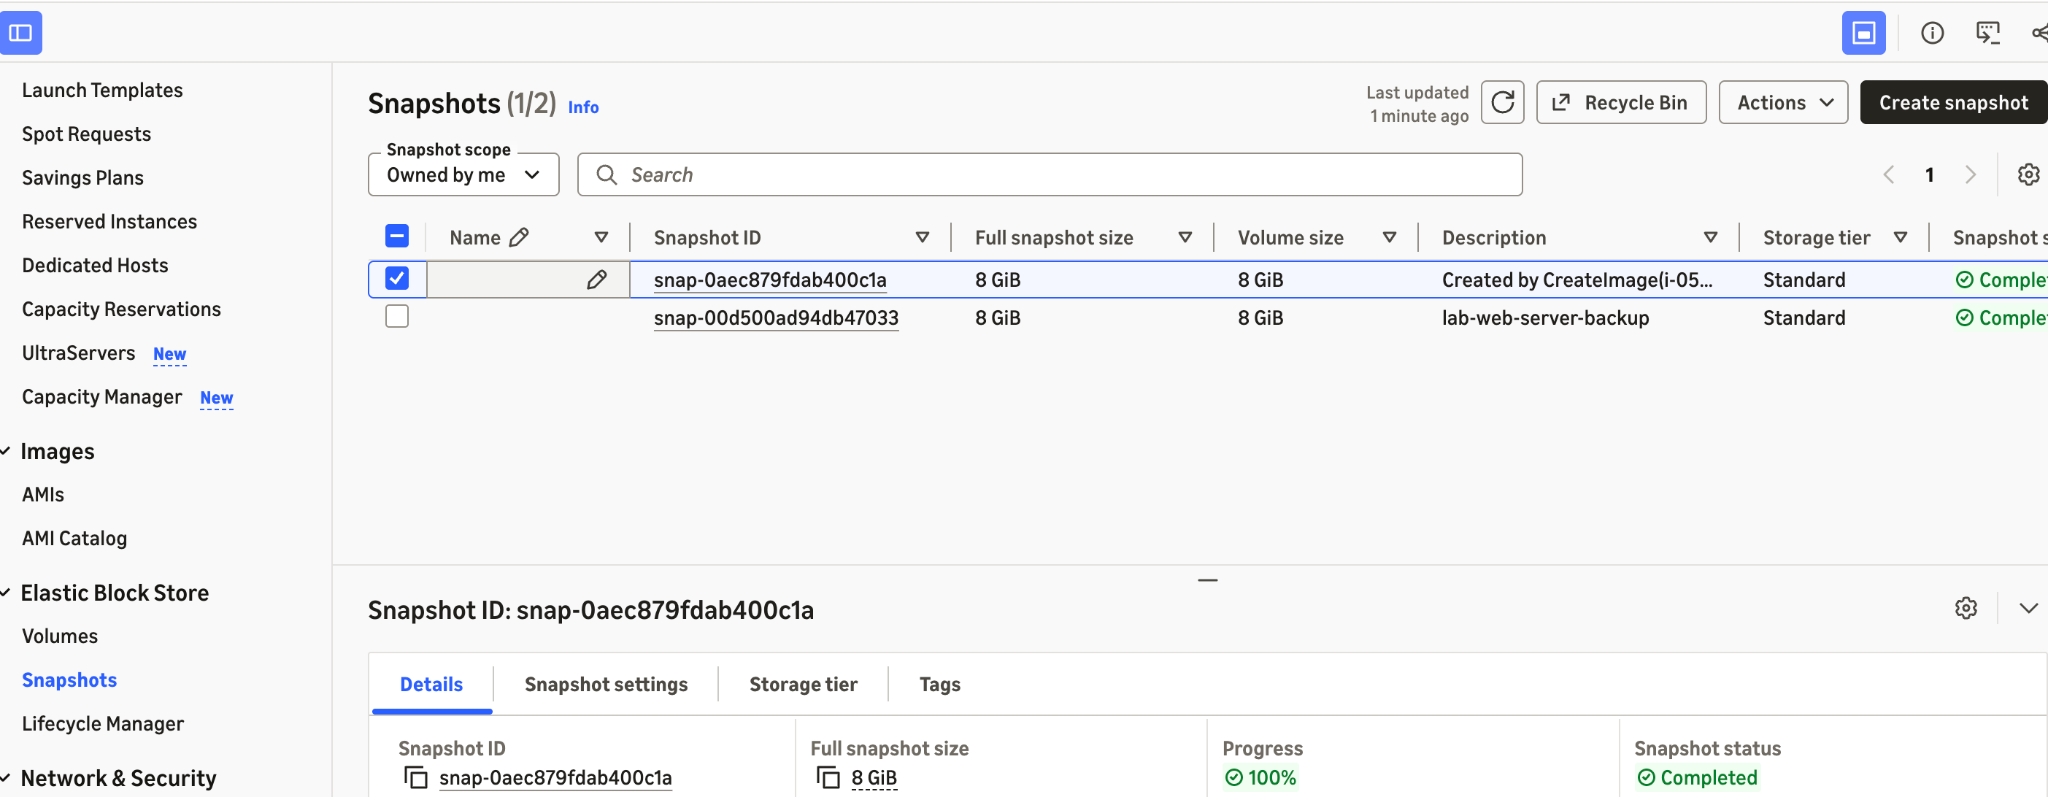 Launch Templates
Spot Requests
Savings Plans
Reserved Instances
Dedicated Hosts
Capacity Reservations
UltraServers New
Capacity Manager New
Images
AMIs
AMI Catalog
Elastic Block Store
Volumes
Snapshots
Lifecycle Manager
Network & Security
Snapshots (1/2) Info
Last updated
1 minute ago
Recycle Bin
Actions
Create snapshot
Snapshot scope
Owned by me
Search
1
Name Snapshot ID Full snapshot size Volume size Description Storage tier Snapshot s
snap-0aec879fdab400c1a 8 GiB 8 GiB Created by CreateImage(i-05... Standard Comple
snap-00d500ad94db47033 8 GiB 8 GiB lab-web-server-backup Standard Comple
Snapshot ID: snap-0aec879fdab400c1a
Details Snapshot settings Storage tier Tags
Snapshot ID Full snapshot size Progress Snapshot status
snap-0aec879fdab400c1a 8 GiB 100% Completed